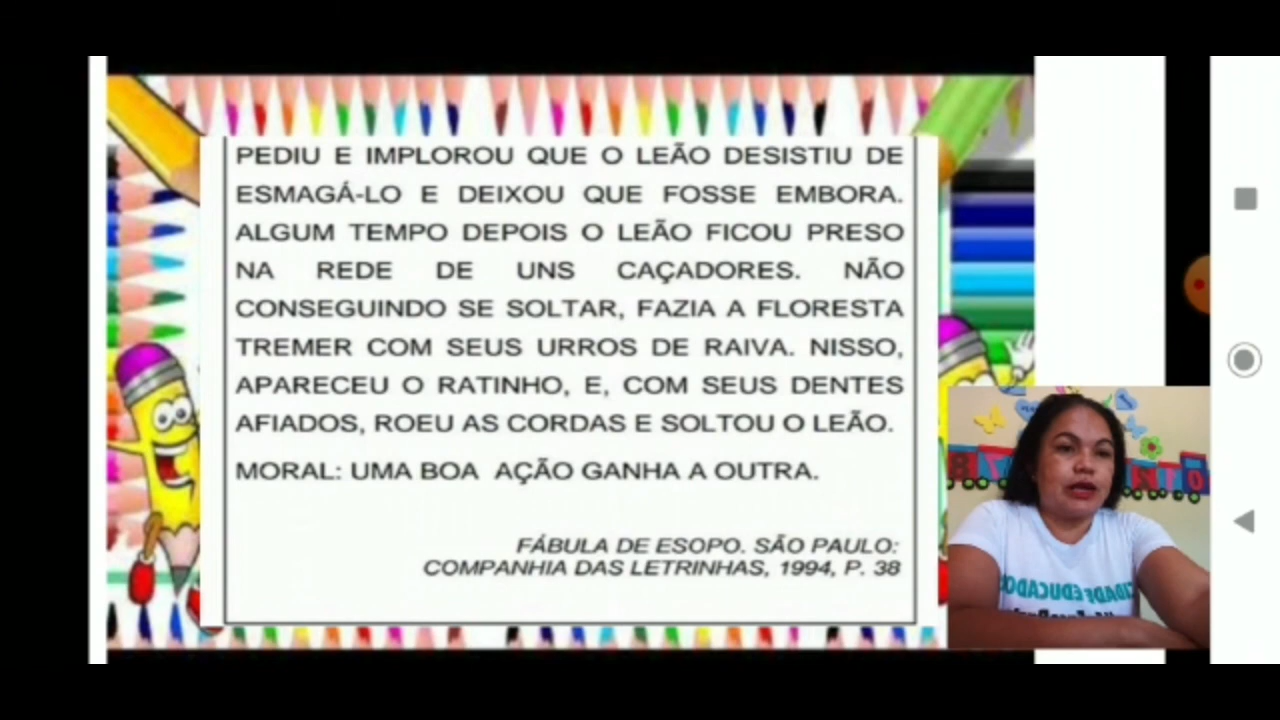 PEDIU E IMPLOROU QUE O LEÃO DESISTIU DE
ESMAGÁ-LO E DEIXOU QUE FOSSE EMBORA.
ALGUM TEMPO DEPOIS O LEÃO FICOU PRESO
NA REDE DE UNS CAÇADORES. NÃO
CONSEGUINDO SE SOLTAR, FAZIA A FLORESTA
TREMER COM SEUS URROS DE RAIVA. NISSO,
APARECEU O RATINHO, E, COM SEUS DENTES
AFIADOS, ROEU AS CORDAS E SOLTOU O LEÃO.
MORAL: UMA BOA AÇÃO GANHA A OUTRA.
FÁBULA DE ESOPO. SÃO PAULO:
COMPANHIA DAS LETRINHAS, 1994, P. 38